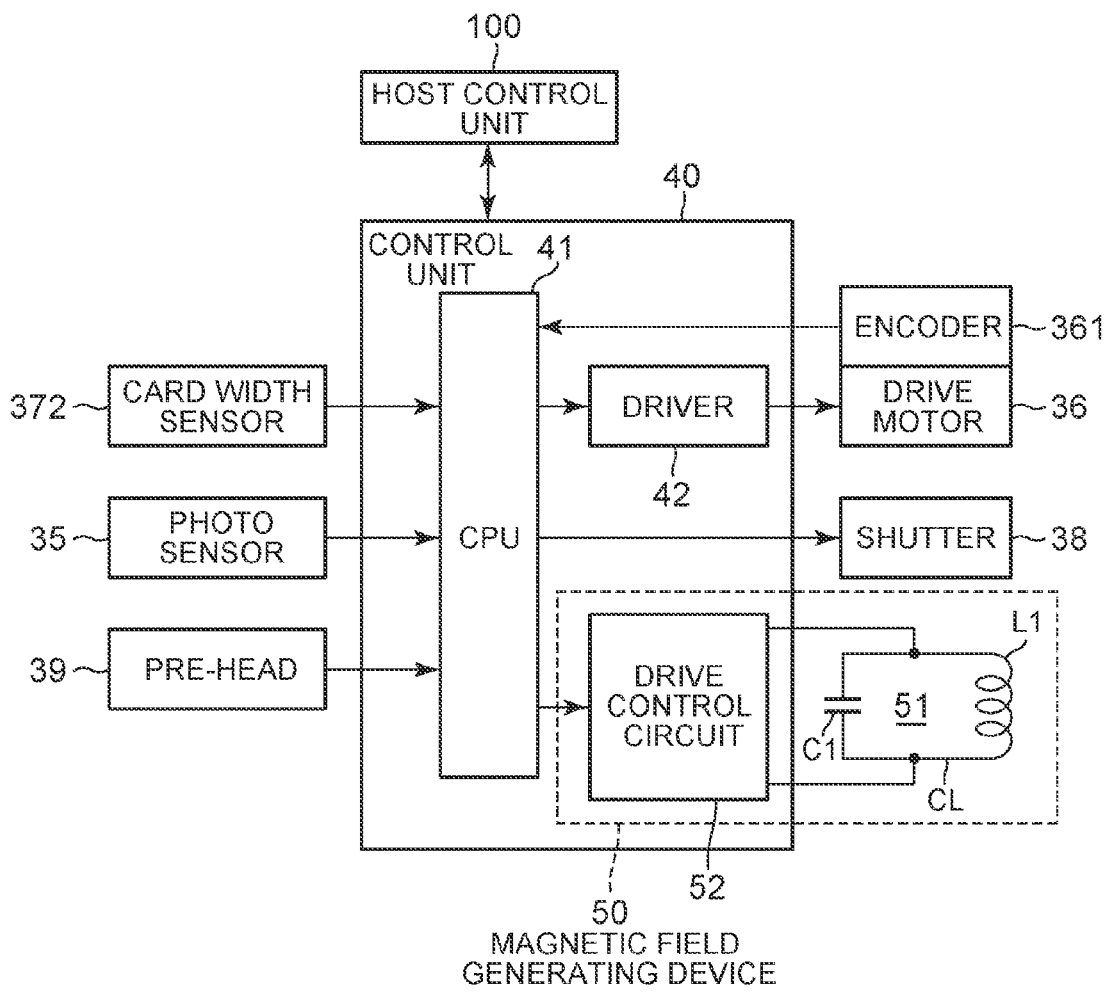 100
HOST CONTROL
UNIT
40
CONTROL
UNIT
41
ENCODER
361
372
CARD WIDTH
SENSOR
DRIVER
DRIVE
MOTOR
36
42
35
PHOTO
SENSOR
CPU
SHUTTER
38
39
PRE-HEAD
DRIVE
CONTROL
CIRCUIT
L1
51
C1
CL
52
50
MAGNETIC FIELD
GENERATING DEVICE